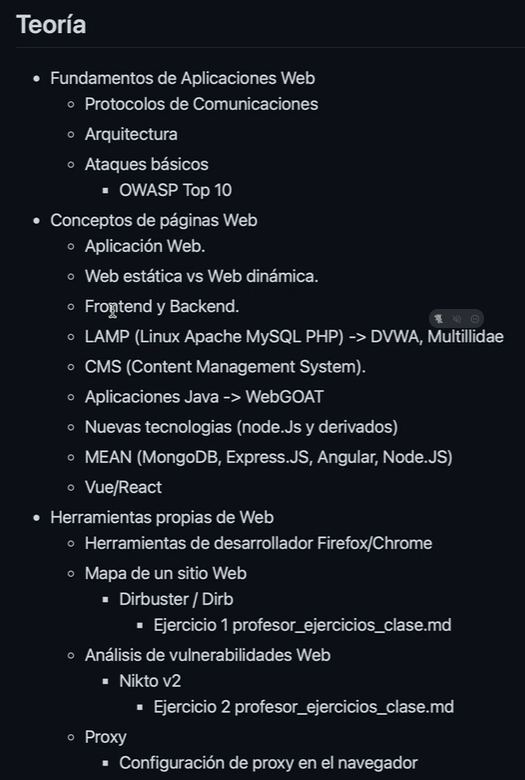 Teoría
Fundamentos de Aplicaciones Web
Protocolos de Comunicaciones
Arquitectura
Ataques básicos
OWASP Top 10
Conceptos de páginas Web
Aplicación Web.
Web estática vs Web dinámica.
Frontend y Backend.
LAMP (Linux Apache MySQL PHP) -> DVWA, Multillidae
CMS (Content Management System).
Aplicaciones Java -> WebGOAT
Nuevas tecnologias (node.Js y derivados)
MEAN (MongoDB, Express.JS, Angular, Node.JS)
Vue/React
Herramientas propias de Web
Herramientas de desarrollador Firefox/Chrome
Mapa de un sitio Web
Dirbuster / Dirb
Ejercicio 1 profesor_ejercicios_clase.md
Análisis de vulnerabilidades Web
Nikto v2
Ejercicio 2 profesor_ejercicios_clase.md
Proxy
Configuración de proxy en el navegador